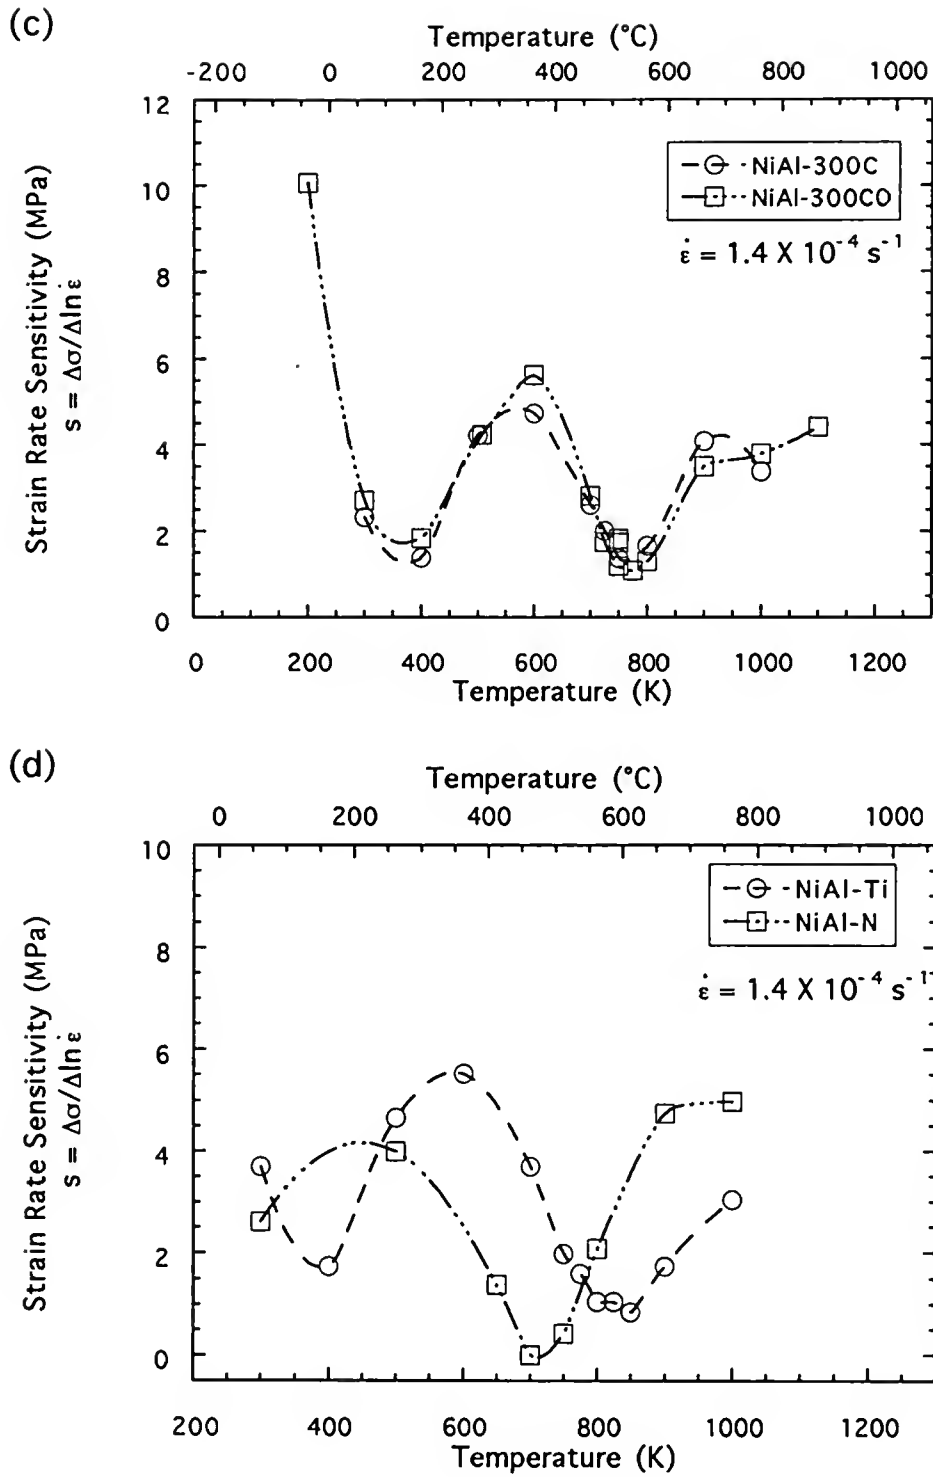 (c)
Temperature (°C)
-200 0 200 400 600 800 1000
12
10
8
6
4
2
0
Strain Rate Sensitivity (MPa)
s = Δσ/Δlnε̇
NiAl-300C
NiAl-300CO
ε̇ = 1.4 X 10⁻⁴ s⁻¹
0 200 400 600 800 1000 1200
Temperature (K)
(d)
Temperature (°C)
0 200 400 600 800 1000
10
8
6
4
2
0
Strain Rate Sensitivity (MPa)
s = Δσ/Δlnε̇
NiAl-Ti
NiAl-N
ε̇ = 1.4 X 10⁻⁴ s⁻¹
200 400 600 800 1000 1200
Temperature (K)